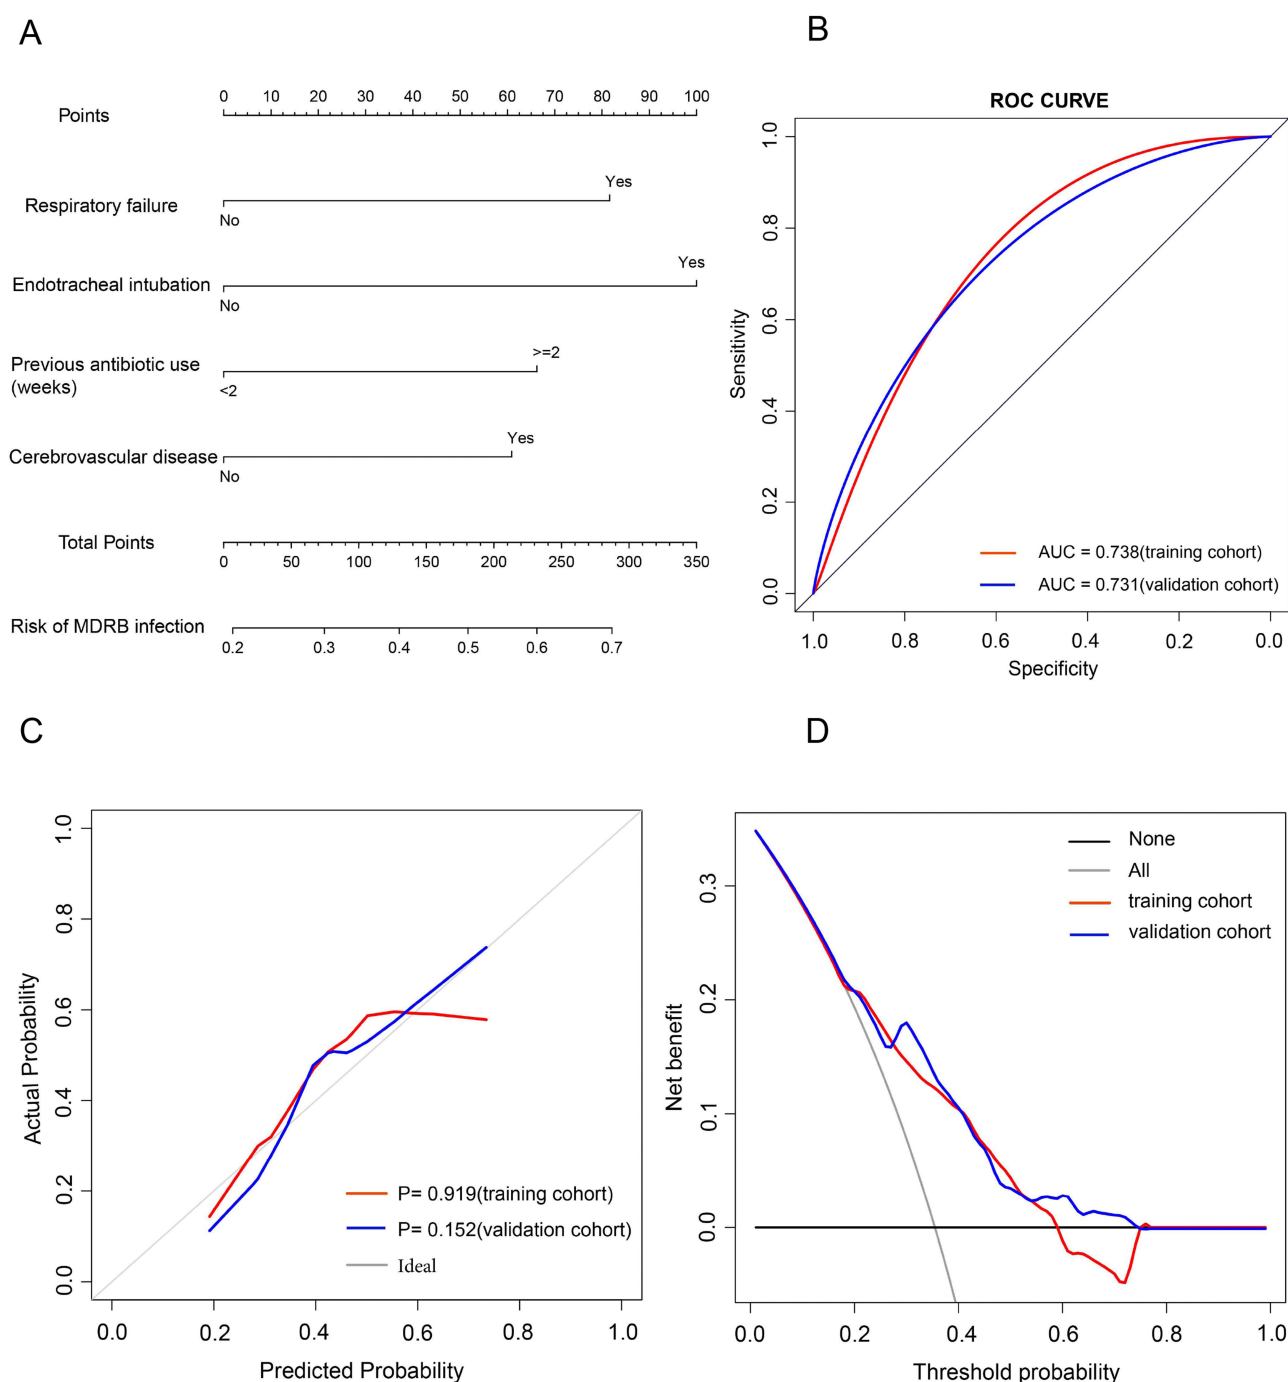 A
Points
0 10 20 30 40 50 60 70 80 90 100
Respiratory failure
Yes
No
Endotracheal intubation
Yes
No
Previous antibiotic use
(weeks)
>=2
<2
Cerebrovascular disease
Yes
No
Total Points
0 50 100 150 200 250 300 350
Risk of MDRB infection
0.2 0.3 0.4 0.5 0.6 0.7
B
ROC CURVE
Sensitivity
1.0
0.8
0.6
0.4
0.2
0.0
AUC = 0.738(training cohort)
AUC = 0.731(validation cohort)
1.0 0.8 0.6 0.4 0.2 0.0
Specificity
C
Actual Probability
1.0
0.8
0.6
0.4
0.2
0.0
P= 0.919(training cohort)
P= 0.152(validation cohort)
Ideal
0.0 0.2 0.4 0.6 0.8 1.0
Predicted Probability
D
Net benefit
0.3
0.2
0.1
0.0
None
All
training cohort
validation cohort
0.0 0.2 0.4 0.6 0.8 1.0
Threshold probability